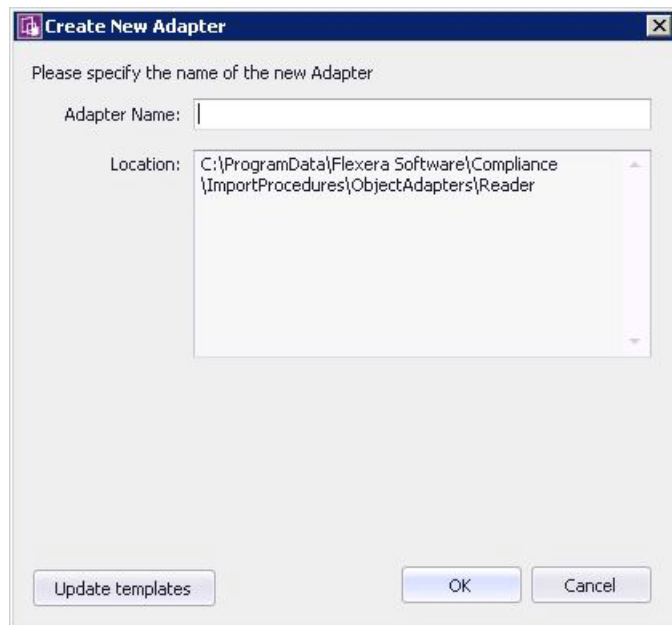 Create New Adapter
Please specify the name of the new Adapter
Adapter Name:
Location: C:\ProgramData\Flexera Software\Compliance
\ImportProcedures\ObjectAdapters\Reader
Update templates OK Cancel